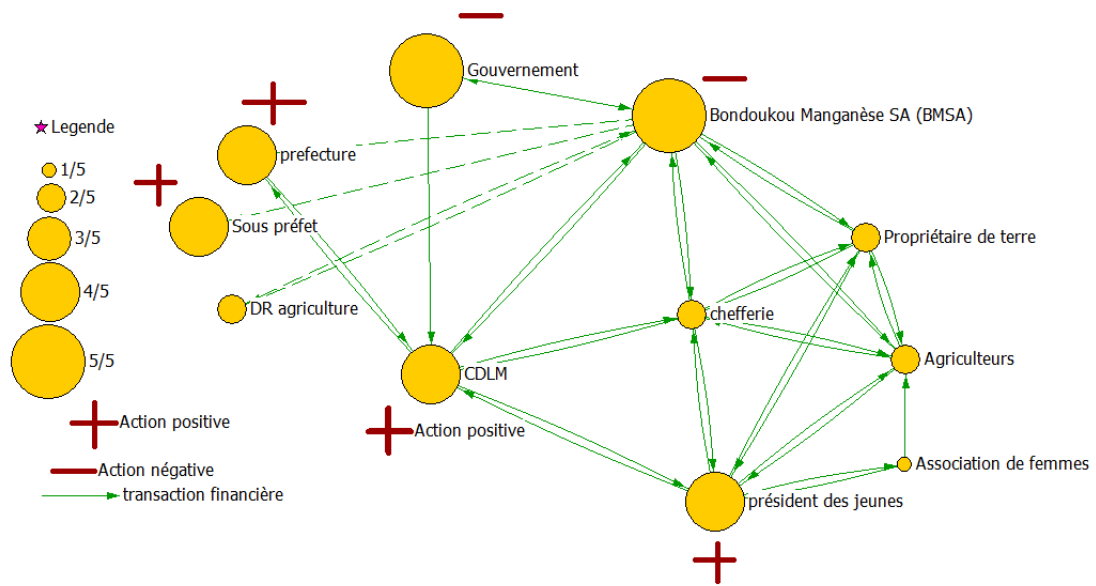 Gouvernement
Bondoukou Manganèse SA (BMSA)
Legende
prefecture
1/5
2/5
Sous préfet
3/5
Propriétaire de terre
4/5
DR agriculture
chefferie
5/5
CDLM
Agriculteurs
Action positive
Action positive
Action négative
Association de femmes
transaction financière
président des jeunes